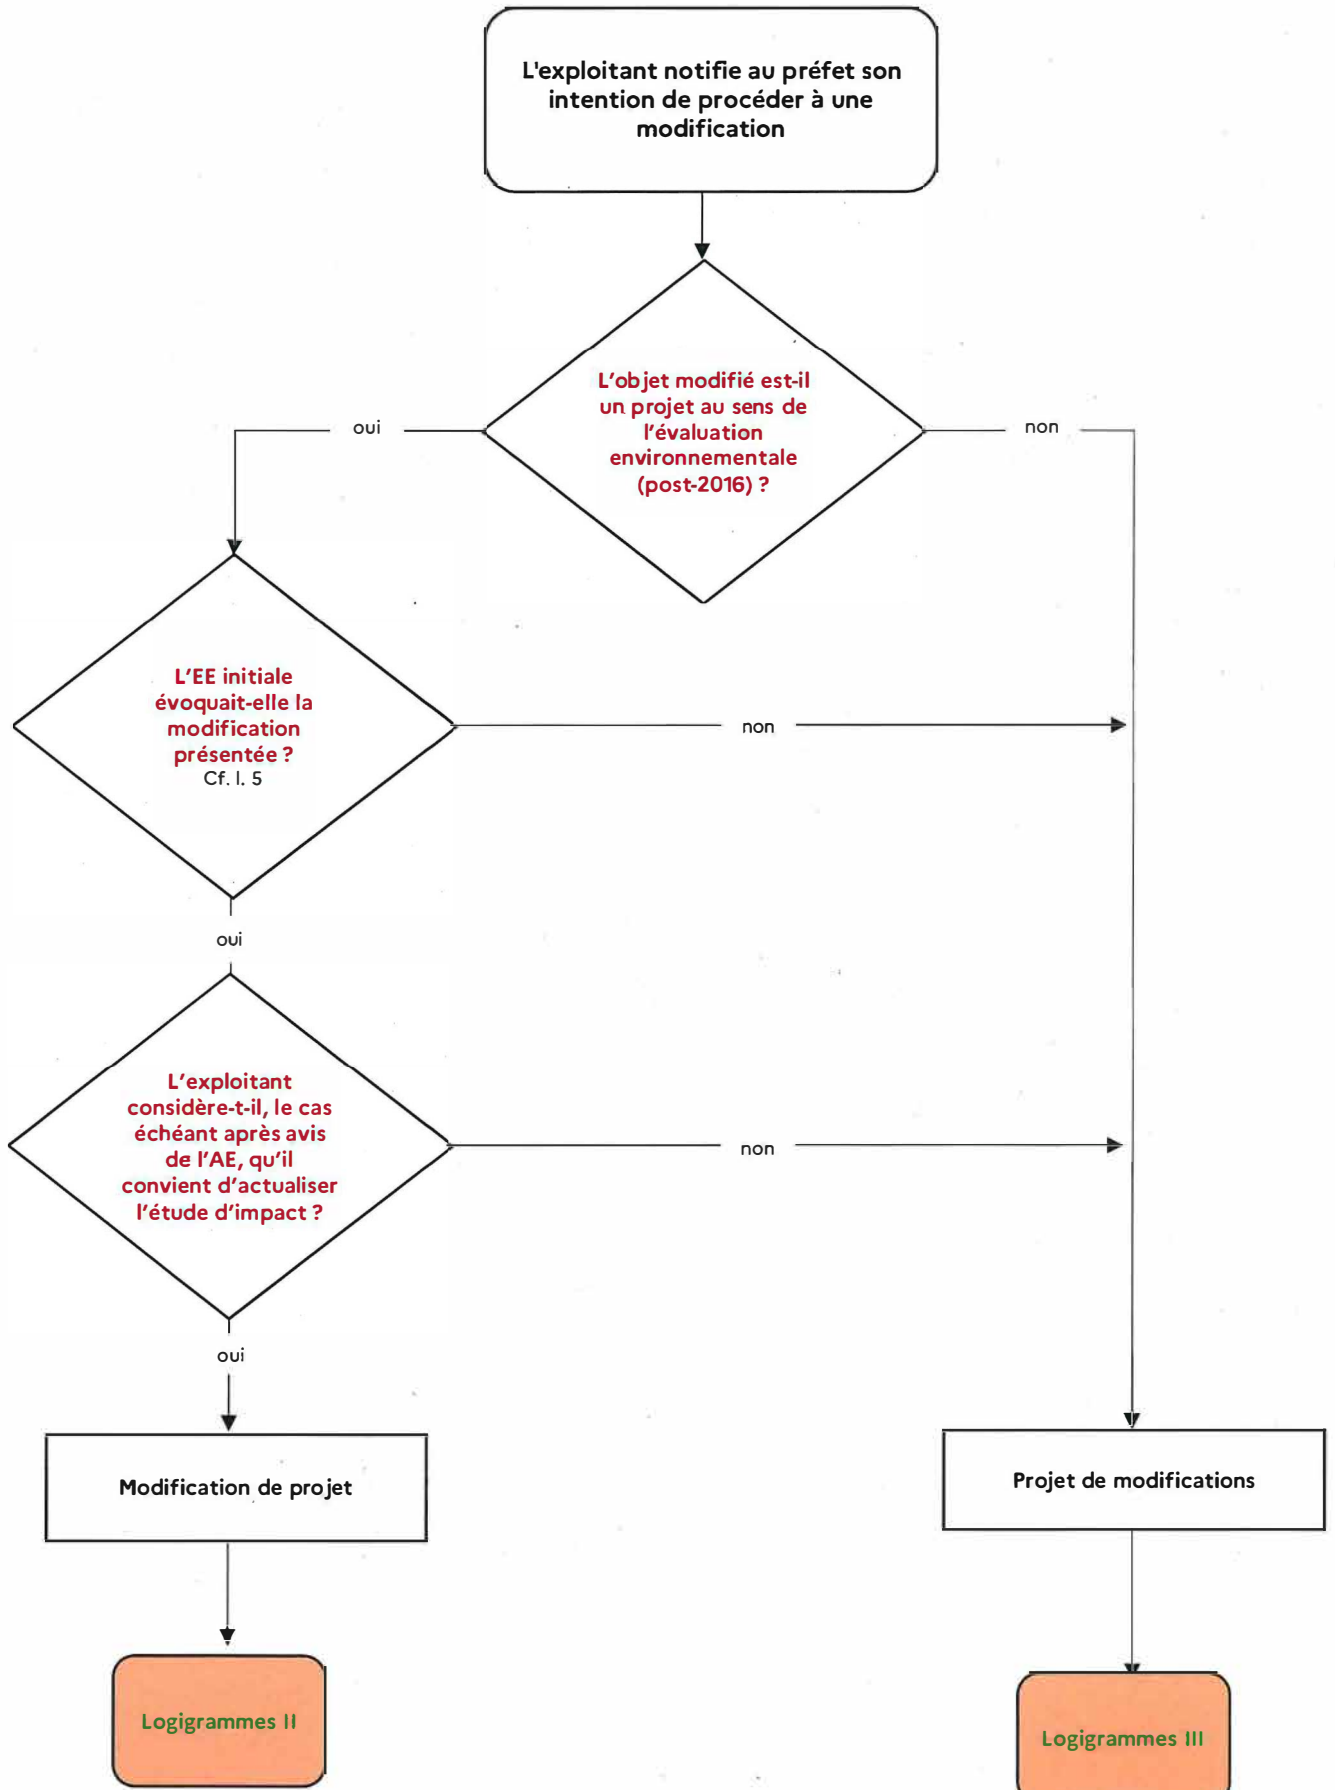 L'exploitant notifie au préfet son
intention de procéder à une
modification
L'objet modifié est-il
un projet au sens de
l'évaluation
environnementale
(post-2016) ?
oui
non
L'EE initiale
évoquait-elle la
modification
présentée ?
Cf. I. 5
non
oui
L'exploitant
considère-t-il, le cas
échéant après avis
de l'AE, qu'il
convient d'actualiser
l'étude d'impact ?
non
oui
Modification de projet
Projet de modifications
Logigrammes II
Logigrammes III